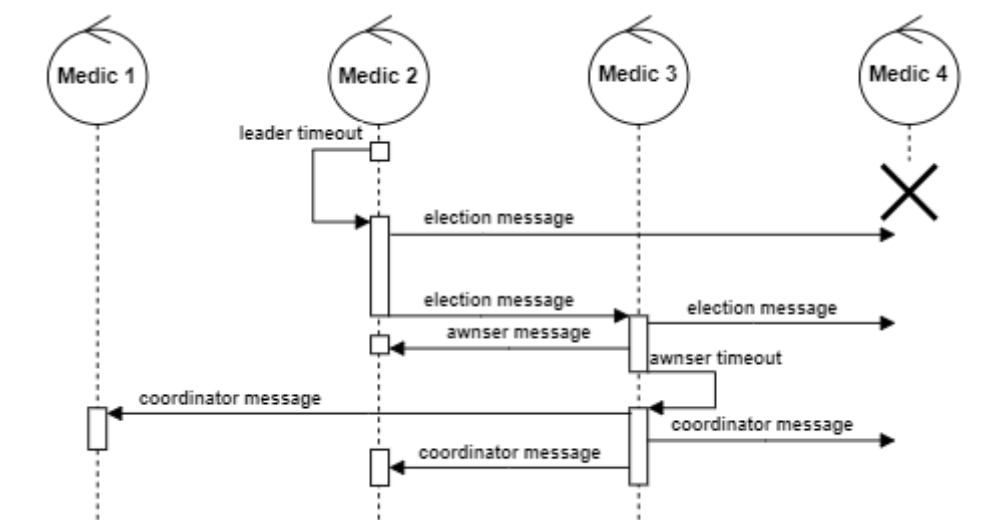 Medic 1
Medic 2
Medic 3
Medic 4
leader timeout
election message
election message
election message
awnser message
awnser timeout
coordinator message
coordinator message
coordinator message